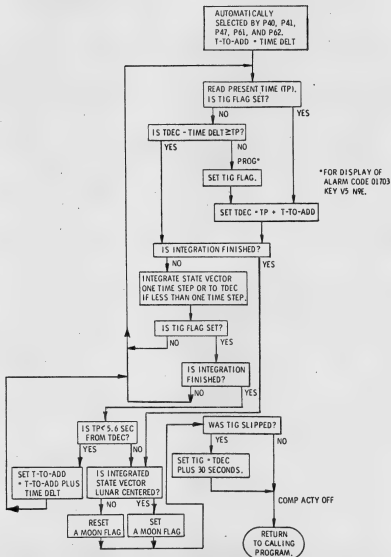 AUTOMATICALLY
SELECTED BY P40, P41,
P47, P61, AND P62.
T-TO-ADD = TIME DELT
READ PRESENT TIME (TP).
IS TIG FLAG SET?
NO
YES
IS TDEC - TIME DELT ≥TP?
YES
NO
PROG*
SET TIG FLAG.
*FOR DISPLAY OF
ALARM CODE 01703
KEY V5 N9E.
SET TDEC = TP + T-TO-ADD
IS INTEGRATION FINISHED?
NO
YES
INTEGRATE STATE VECTOR
ONE TIME STEP OR TO TDEC
IF LESS THAN ONE TIME STEP.
IS TIG FLAG SET?
NO
YES
IS INTEGRATION
FINISHED?
NO
YES
IS TP< 5.6 SEC
FROM TDEC?
YES
NO
WAS TIG SLIPPED?
YES
NO
SET T-TO-ADD
= T-TO-ADD PLUS
TIME DELT
IS INTEGRATED
STATE VECTOR
LUNAR CENTERED?
NO
YES
SET TIG = TDEC
PLUS 30 SECONDS.
COMP ACTY OFF
RESET
A MOON FLAG
SET
A MOON FLAG
RETURN
TO CALLING
PROGRAM.